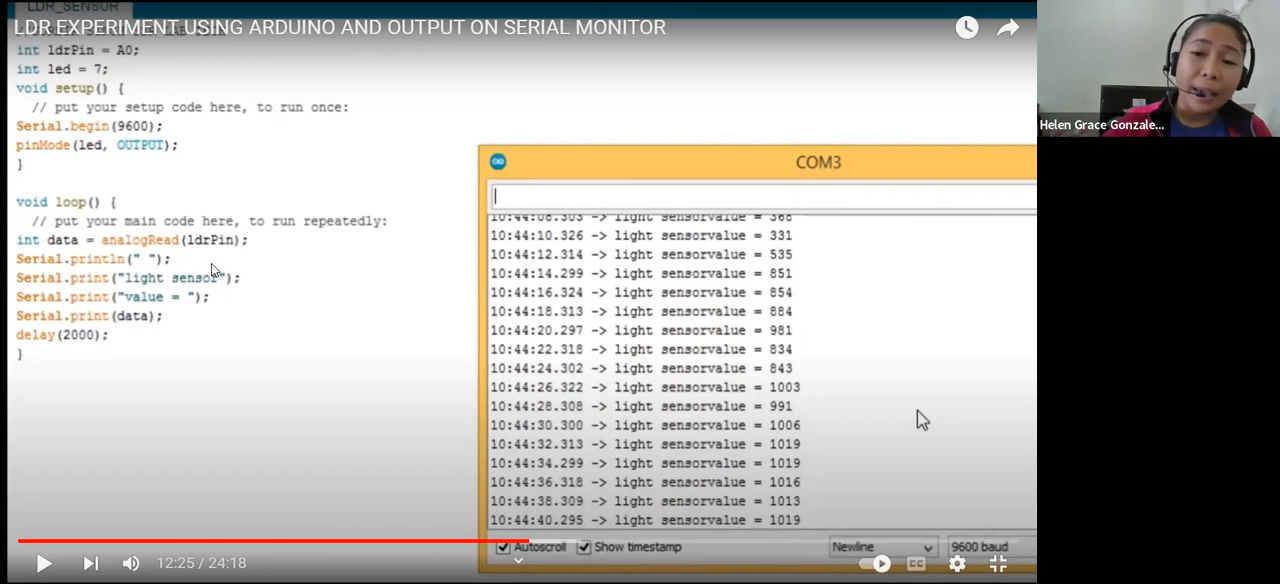 LDR_SENSOR
LDR EXPERIMENT USING ARDUINO AND OUTPUT ON SERIAL MONITOR
int ldrPin = A0;
int led = 7;
void setup() {
// put your setup code here, to run once:
Serial.begin(9600);
pinMode(led, OUTPUT);
}
void loop() {
// put your main code here, to run repeatedly:
int data = analogRead(ldrPin);
Serial.println(" ");
Serial.print("light sensor");
Serial.print("value = ");
Serial.print(data);
delay(2000);
}
COM3
10:44:08.303 -> light sensorvalue = 368
10:44:10.326 -> light sensorvalue = 331
10:44:12.314 -> light sensorvalue = 535
10:44:14.299 -> light sensorvalue = 851
10:44:16.324 -> light sensorvalue = 854
10:44:18.313 -> light sensorvalue = 884
10:44:20.297 -> light sensorvalue = 981
10:44:22.318 -> light sensorvalue = 834
10:44:24.302 -> light sensorvalue = 843
10:44:26.322 -> light sensorvalue = 1003
10:44:28.308 -> light sensorvalue = 991
10:44:30.300 -> light sensorvalue = 1006
10:44:32.313 -> light sensorvalue = 1019
10:44:34.299 -> light sensorvalue = 1019
10:44:36.318 -> light sensorvalue = 1016
10:44:38.309 -> light sensorvalue = 1013
10:44:40.295 -> light sensorvalue = 1019
Autoscroll Show timestamp Newline 9600 baud
12:25 / 24:18 CC
Helen Grace Gonzale...